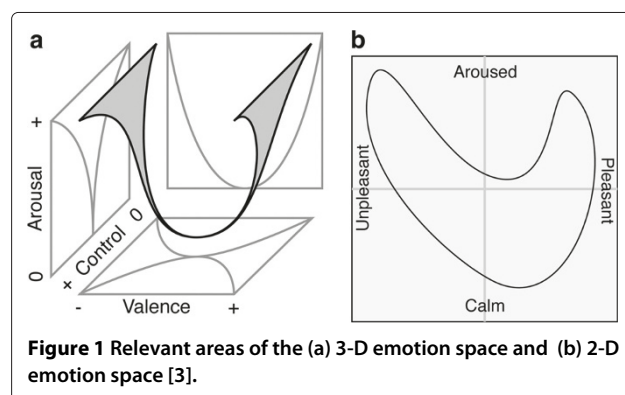 a
b
Aroused
+
Unpleasant
Pleasant
Arousal
0
Control
+
0
-
Valence
+
Calm
Figure 1 Relevant areas of the (a) 3-D emotion space and (b) 2-D
emotion space [3].